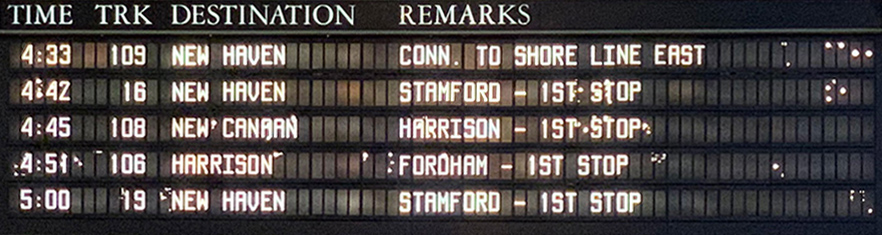 TIME TRK DESTINATION REMARKS
4:33 109 NEW HAVEN CONN. TO SHORE LINE EAST
4:42 16 NEW HAVEN STAMFORD - 1ST STOP
4:45 108 NEW CANAAN HARRISON - 1ST STOP
4:51 106 HARRISON FORDHAM - 1ST STOP
5:00 19 NEW HAVEN STAMFORD - 1ST STOP